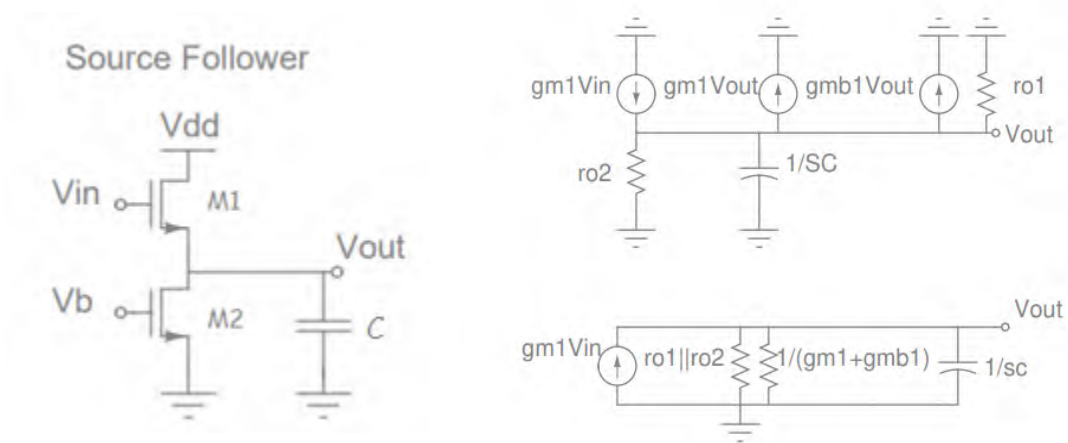 Source Follower
Vdd
Vin
M1
Vout
Vb
M2
C
gm1Vin
gm1Vout
gmb1Vout
ro1
Vout
ro2
1/SC
Vout
gm1Vin
ro1||ro2
1/(gm1+gmb1)
1/sc